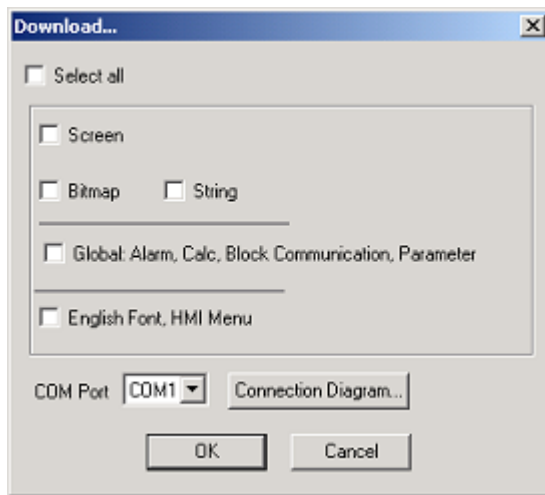 Download...
Select all
Screen
Bitmap String
Global: Alarm, Calc, Block Communication, Parameter
English Font, HMI Menu
COM Port COM1 Connection Diagram...
OK Cancel